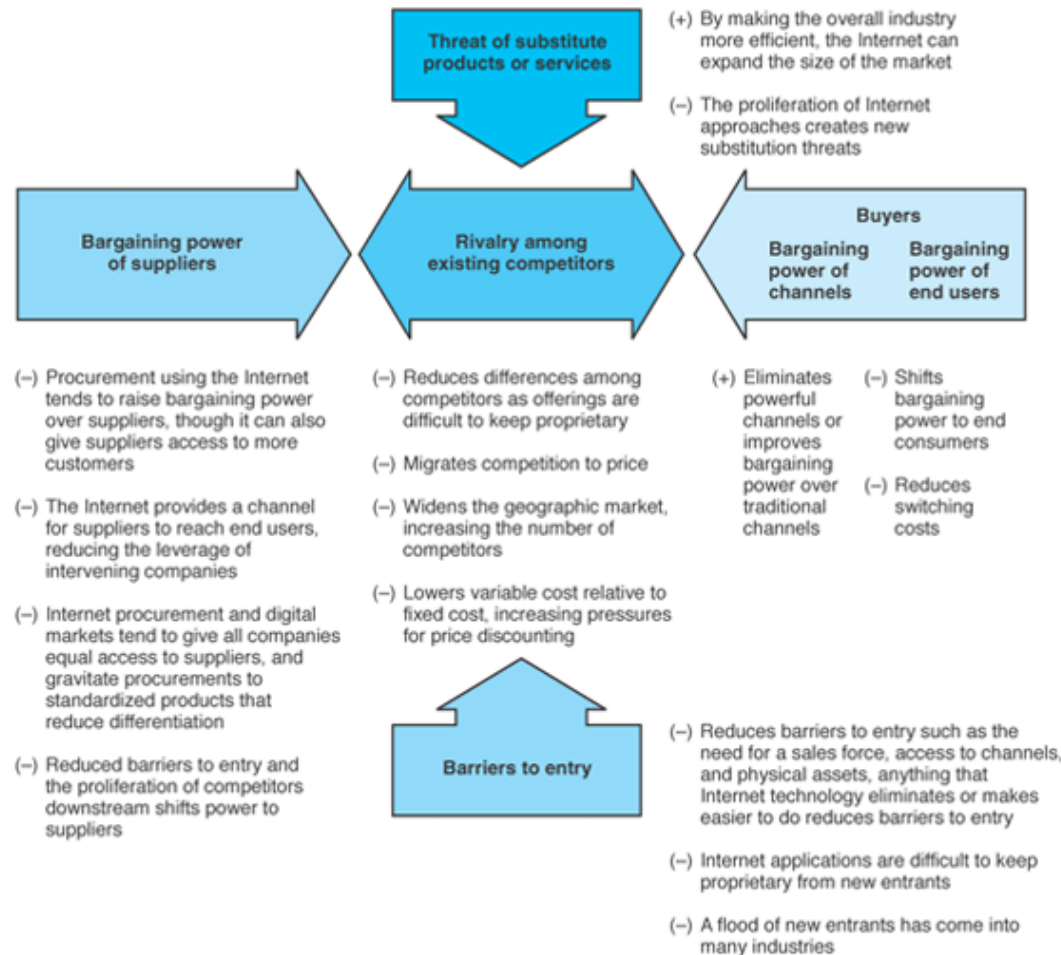 Threat of substitute
products or services
(+) By making the overall industry
more efficient, the Internet can
expand the size of the market
(–) The proliferation of Internet
approaches creates new
substitution threats
Bargaining power
of suppliers
Rivalry among
existing competitors
Buyers
Bargaining
power of
channels
Bargaining
power of
end users
(–) Procurement using the Internet
tends to raise bargaining power
over suppliers, though it can also
give suppliers access to more
customers
(–) The Internet provides a channel
for suppliers to reach end users,
reducing the leverage of
intervening companies
(–) Internet procurement and digital
markets tend to give all companies
equal access to suppliers, and
gravitate procurements to
standardized products that
reduce differentiation
(–) Reduced barriers to entry and
the proliferation of competitors
downstream shifts power to
suppliers
(–) Reduces differences among
competitors as offerings are
difficult to keep proprietary
(–) Migrates competition to price
(–) Widens the geographic market,
increasing the number of
competitors
(–) Lowers variable cost relative to
fixed cost, increasing pressures
for price discounting
(+) Eliminates
powerful
channels or
improves
bargaining
power over
traditional
channels
(–) Shifts
bargaining
power to end
consumers
(–) Reduces
switching
costs
Barriers to entry
(–) Reduces barriers to entry such as the
need for a sales force, access to channels,
and physical assets, anything that
Internet technology eliminates or makes
easier to do reduces barriers to entry
(–) Internet applications are difficult to keep
proprietary from new entrants
(–) A flood of new entrants has come into
many industries